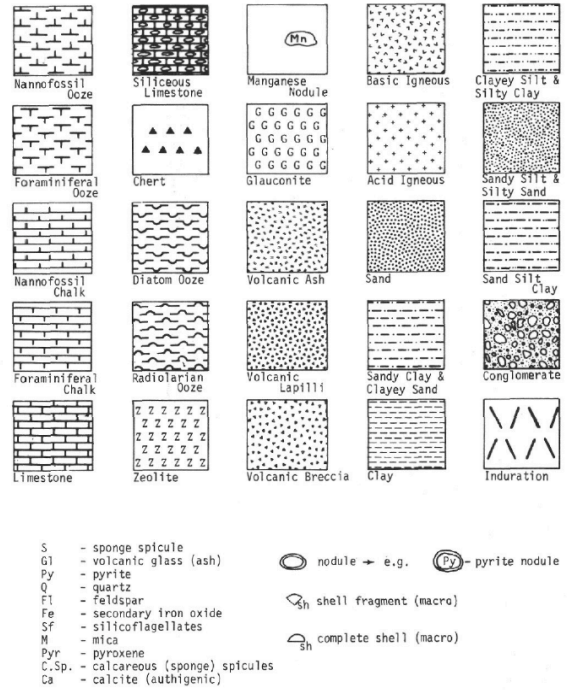 Mn
Nannofossil
Ooze
Siliceous
Limestone
Manganese
Nodule
Basic Igneous
Clayey Silt &
Silty Clay
G G G G G G
G G G G G
G G G G G G
G G G G G
G G G G G G
Foraminiferal
Ooze
Chert
Glauconite
Acid Igneous
Sandy Silt &
Silty Sand
Nannofossil
Chalk
Diatom Ooze
Volcanic Ash
Sand
Sand Silt
Clay
Foraminiferal
Chalk
Radiolarian
Ooze
Volcanic
Lapilli
Sandy Clay &
Clayey Sand
Conglomerate
Z Z Z Z Z Z
Z Z Z Z Z
Z Z Z Z Z Z
Z Z Z Z Z
Z Z Z Z Z Z
Limestone
Zeolite
Volcanic Breccia
Clay
Induration
S - sponge spicule
Gl - volcanic glass (ash)
Py - pyrite
Q - quartz
Fl - feldspar
Fe - secondary iron oxide
Sf - silicoflagellates
M - mica
Pyr - pyroxene
C.Sp. - calcareous (sponge) spicules
Ca - calcite (authigenic)
nodule → e.g. Py - pyrite nodule
sh shell fragment (macro)
sh complete shell (macro)